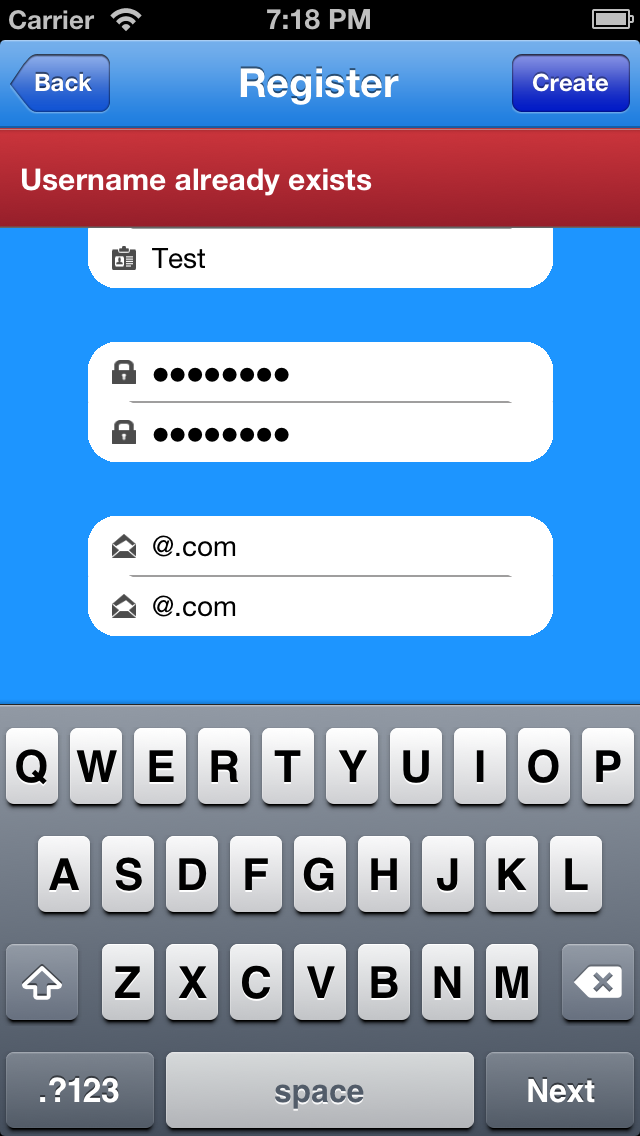 Carrier 7:18 PM
Back Register Create
Username already exists
Test
●●●●●●●●
●●●●●●●●
@.com
@.com
Q W E R T Y U I O P
A S D F G H J K L
Z X C V B N M
.?123 space Next